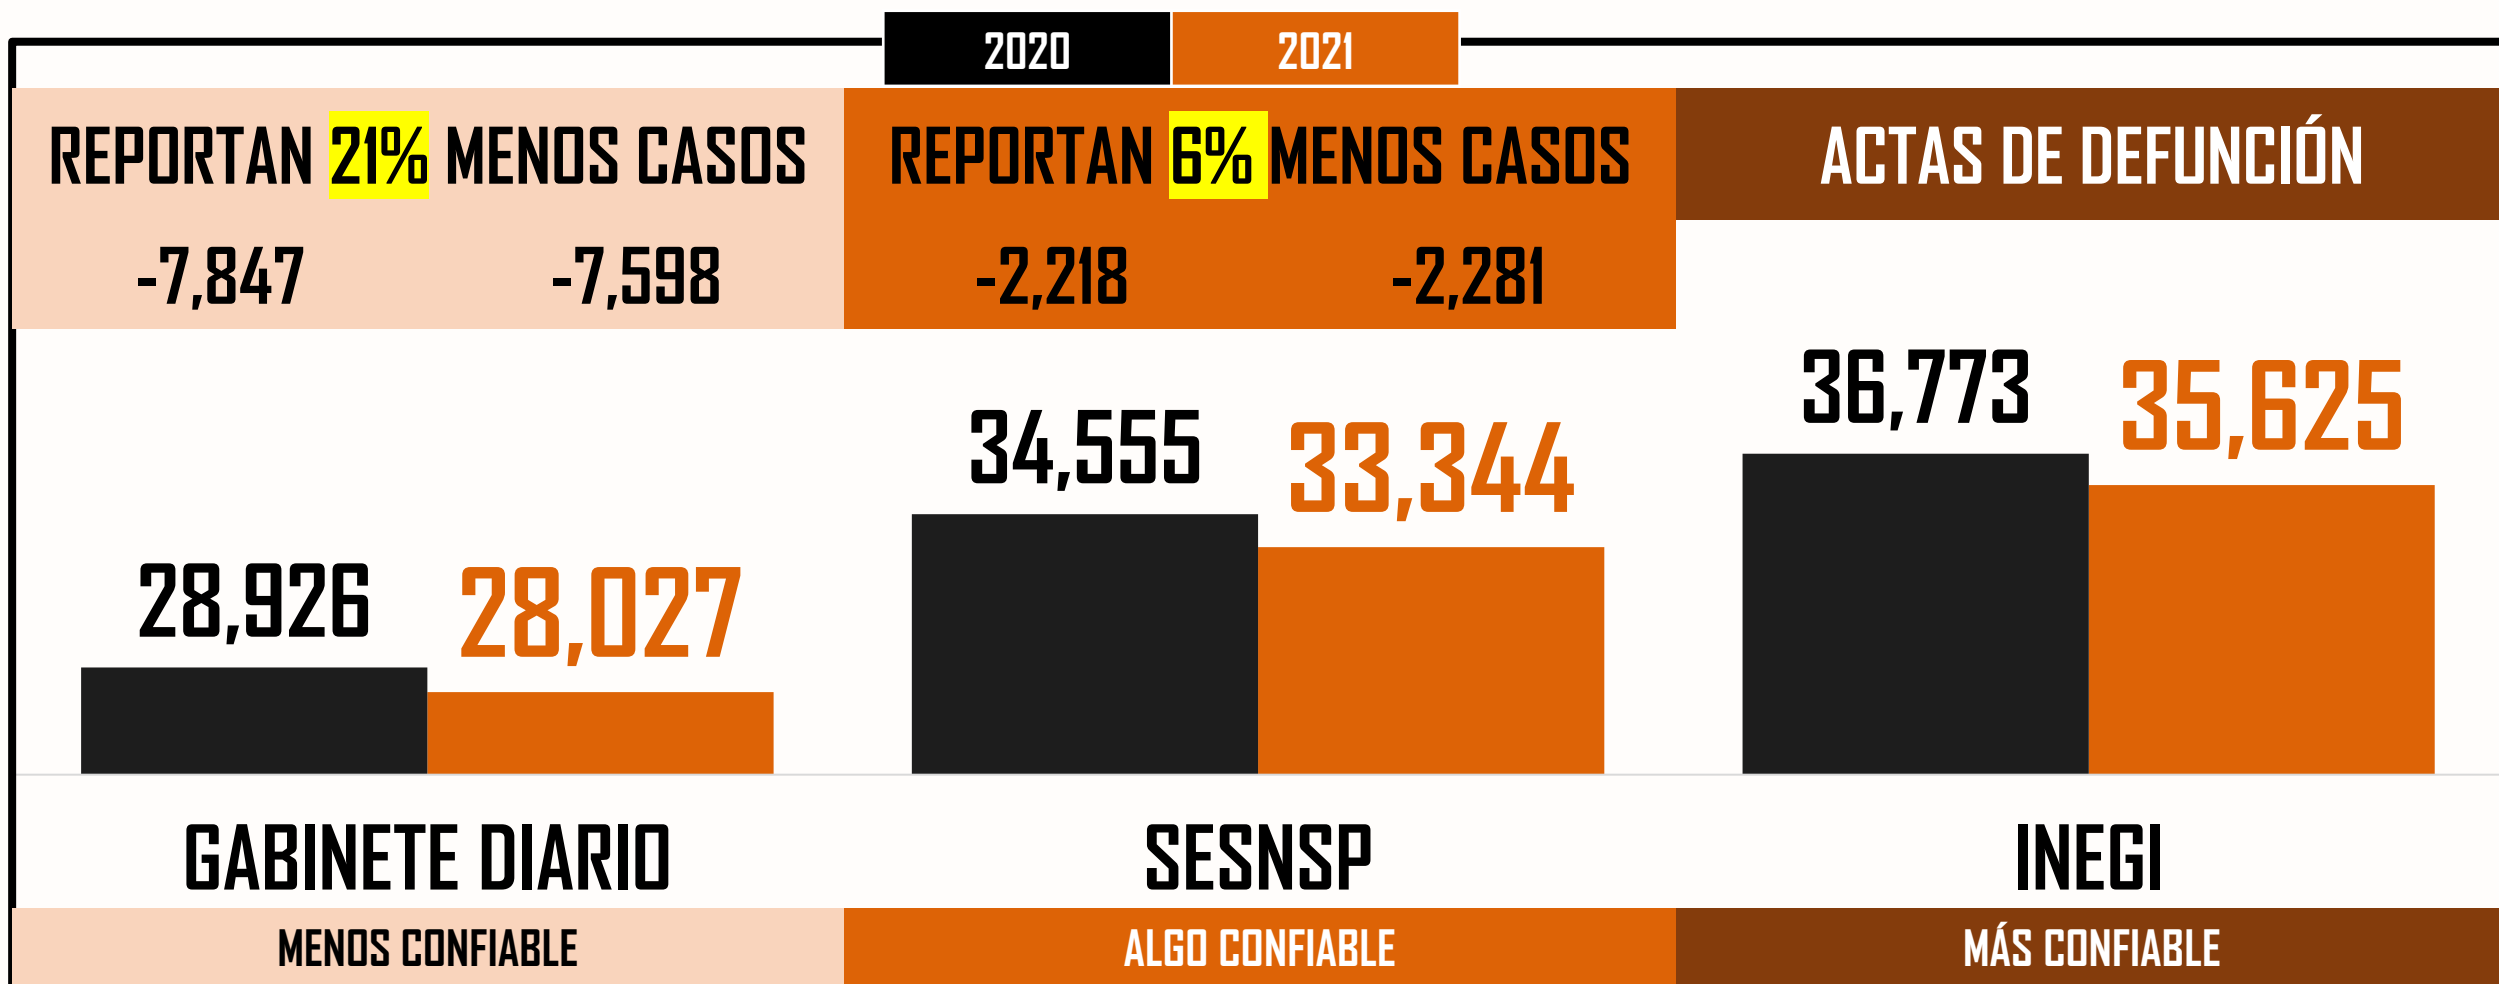 2020 2021
REPORTAN 21% MENOS CASOS
REPORTAN 6% MENOS CASOS
ACTAS DE DEFUNCIÓN
-7,847 -7,598 -2,218 -2,281
36,773 35,625
34,555 33,344
28,926 28,027
GABINETE DIARIO SESNSP INEGI
MENOS CONFIABLE ALGO CONFIABLE MÁS CONFIABLE